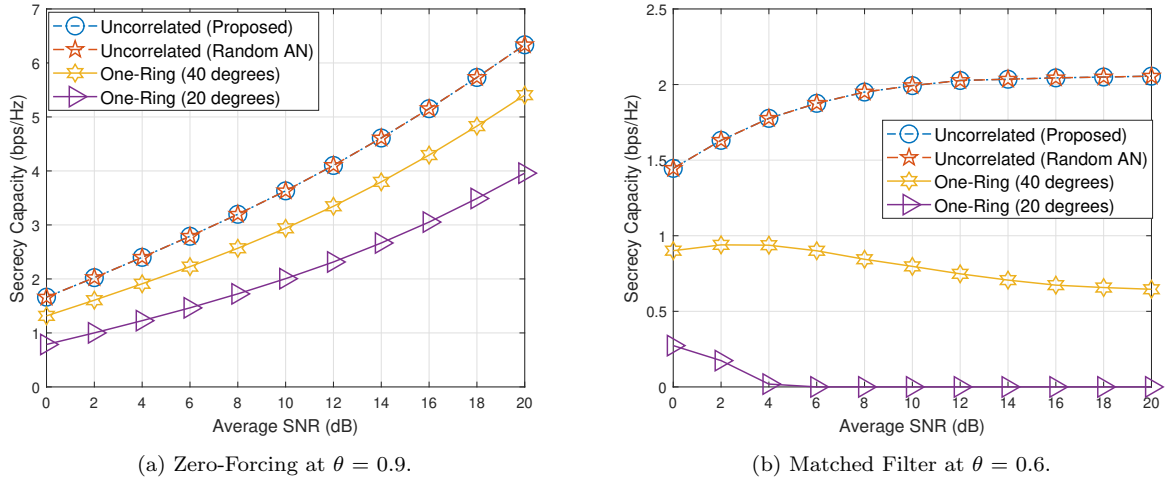 7
6
5
4
3
2
1
0
Secrecy Capacity (bps/Hz)
Uncorrelated (Proposed)
Uncorrelated (Random AN)
One-Ring (40 degrees)
One-Ring (20 degrees)
0 2 4 6 8 10 12 14 16 18 20
Average SNR (dB)
(a) Zero-Forcing at θ = 0.9.
2.5
2
1.5
1
0.5
0
Secrecy Capacity (bps/Hz)
Uncorrelated (Proposed)
Uncorrelated (Random AN)
One-Ring (40 degrees)
One-Ring (20 degrees)
0 2 4 6 8 10 12 14 16 18 20
Average SNR (dB)
(b) Matched Filter at θ = 0.6.